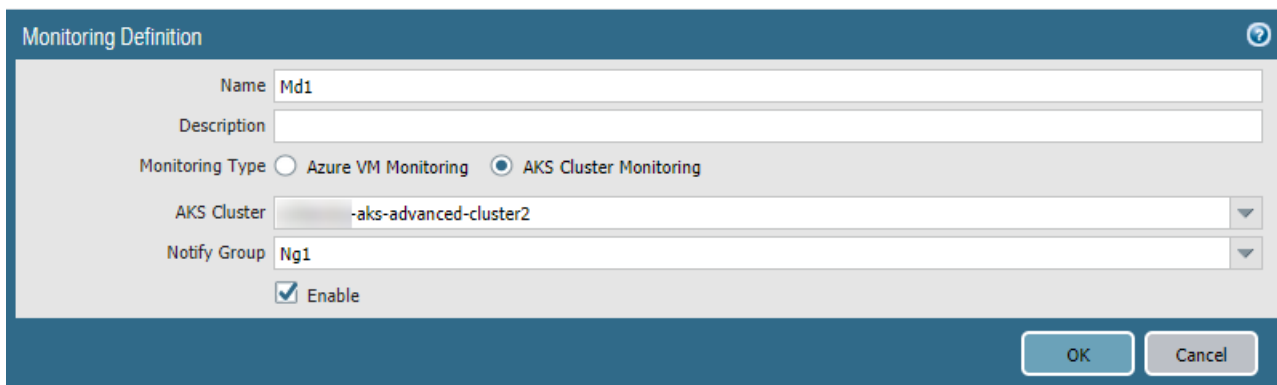 Monitoring Definition
Name Md1
Description
Monitoring Type Azure VM Monitoring AKS Cluster Monitoring
AKS Cluster -aks-advanced-cluster2
Notify Group Ng1
Enable
OK Cancel